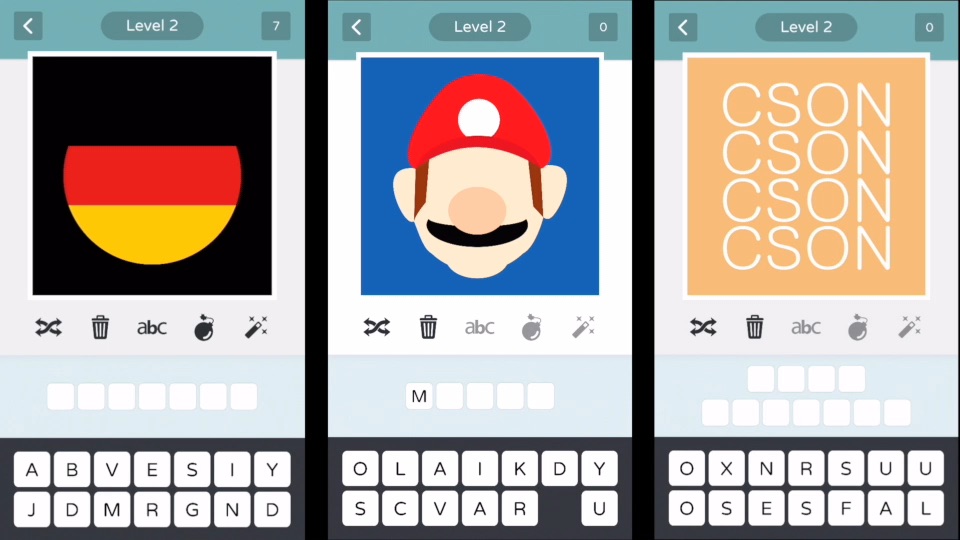 Level 2 7
abc
A B V E S I Y
J D M R G N D
Level 2 0
abc
M
O L A I K D Y
S C V A R U
Level 2 0
CSON
CSON
CSON
CSON
abc
O X N R S U U
O S E S F A L